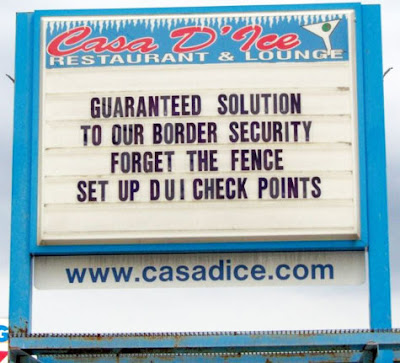 Casa D'Ice
RESTAURANT & LOUNGE
GUARANTEED SOLUTION
TO OUR BORDER SECURITY
FORGET THE FENCE
SET UP D U I CHECK POINTS
www.casadice.com
G